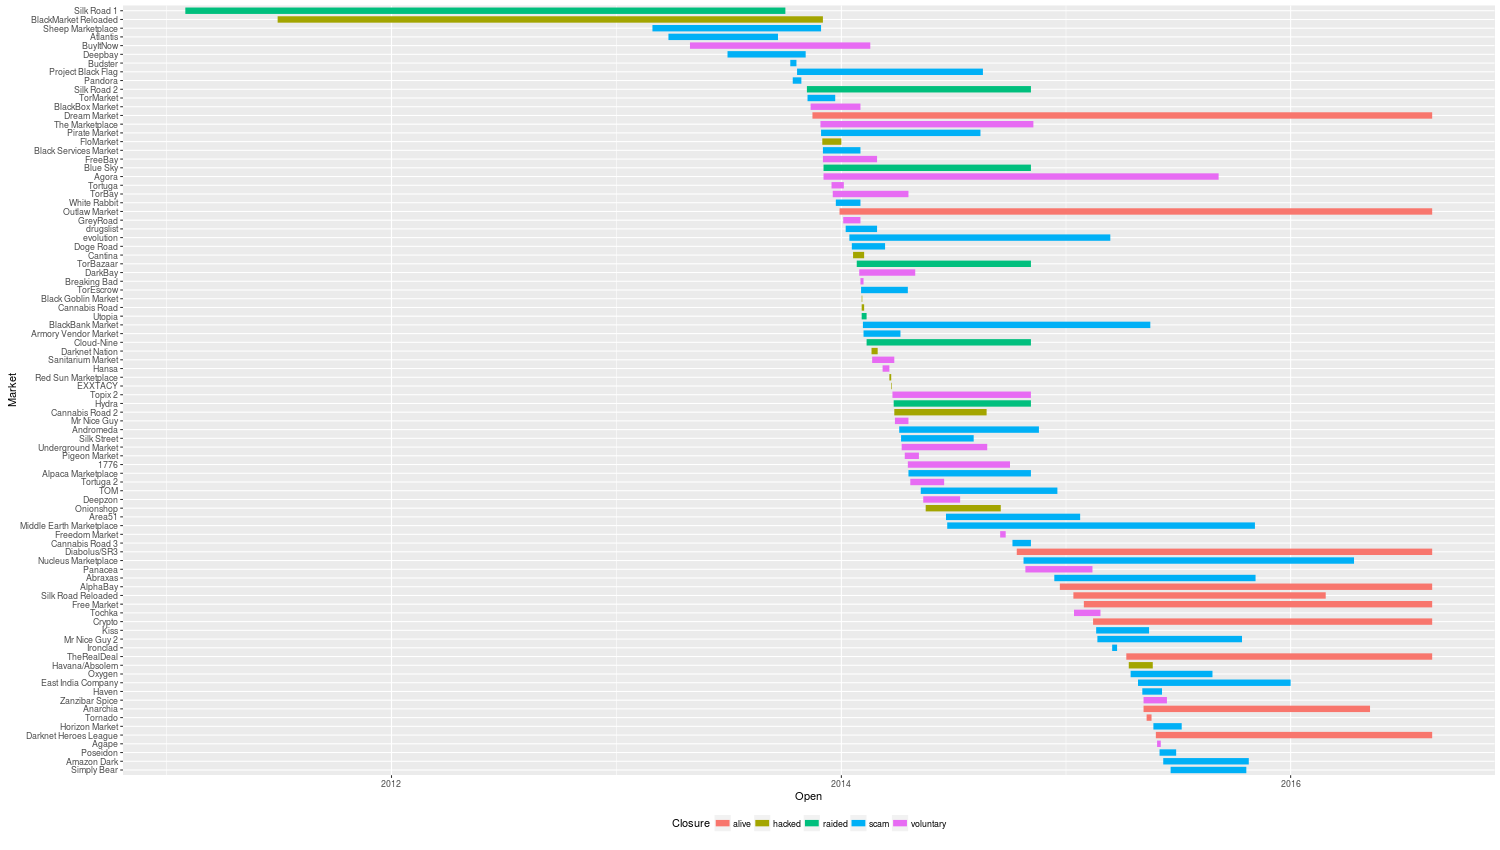 Silk Road 1
BlackMarket Reloaded
Sheep Marketplace
Atlantis
BuyItNow
Deepbay
Budster
Project Black Flag
Pandora
Silk Road 2
TorMarket
BlackBox Market
Dream Market
The Marketplace
Pirate Market
FloMarket
Black Services Market
FreeBay
Blue Sky
Agora
Tortuga
TorBay
White Rabbit
Outlaw Market
GreyRoad
drugslist
evolution
Doge Road
Cantina
TorBazaar
DarkBay
Breaking Bad
TorEscrow
Black Goblin Market
Cannabis Road
Utopia
BlackBank Market
Armory Vendor Market
Cloud-Nine
Darknet Nation
Sanitarium Market
Hansa
Red Sun Marketplace
EXXTACY
Topix 2
Hydra
Cannabis Road 2
Mr Nice Guy
Andromeda
Silk Street
Underground Market
Pigeon Market
1776
Alpaca Marketplace
Tortuga 2
TOM
Deepzon
Onionshop
Area51
Middle Earth Marketplace
Freedom Market
Cannabis Road 3
Diabolus/SR3
Nucleus Marketplace
Panacea
Abraxas
AlphaBay
Silk Road Reloaded
Free Market
Tochka
Crypto
Kiss
Mr Nice Guy 2
Ironclad
TheRealDeal
Havana/Absolem
Oxygen
East India Company
Haven
Zanzibar Spice
Anarchia
Tornado
Horizon Market
Darknet Heroes League
Agape
Poseidon
Amazon Dark
Simply Bear
Market
2012 2014 2016
Open
Closure alive hacked raided scam voluntary